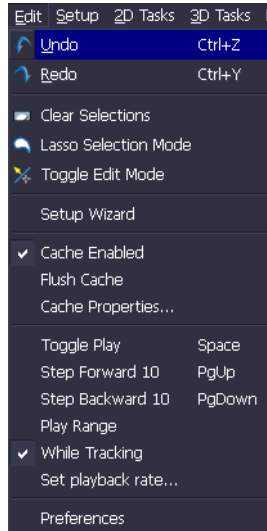 Edit Setup 2D Tasks 3D Tasks
Undo Ctrl+Z
Redo Ctrl+Y
Clear Selections
Lasso Selection Mode
Toggle Edit Mode
Setup Wizard
Cache Enabled
Flush Cache
Cache Properties...
Toggle Play Space
Step Forward 10 PgUp
Step Backward 10 PgDown
Play Range
While Tracking
Set playback rate...
Preferences